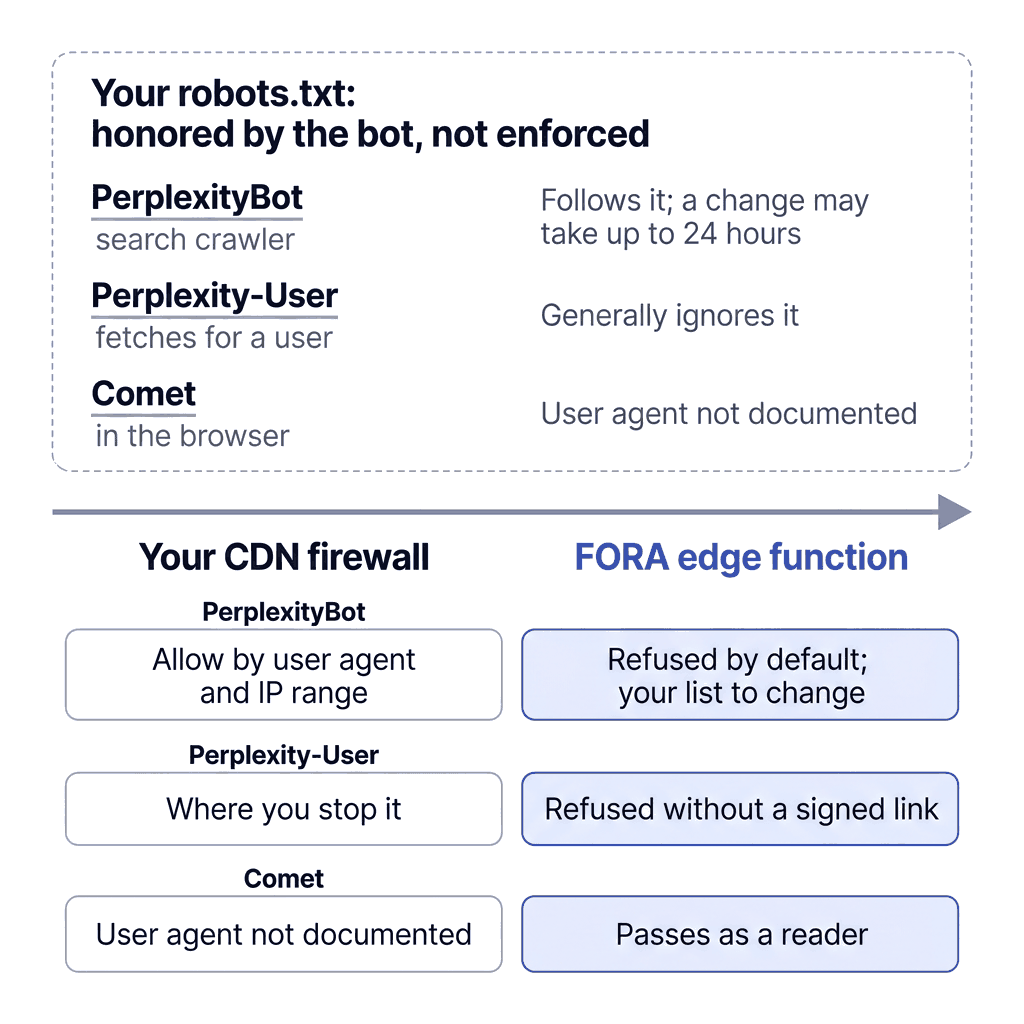 Your robots.txt:
honored by the bot, not enforced
PerplexityBot
search crawler
Follows it; a change may
take up to 24 hours
Perplexity-User
fetches for a user
Generally ignores it
Comet
in the browser
User agent not documented
Your CDN firewall
FORA edge function
PerplexityBot
Allow by user agent
and IP range
Refused by default;
your list to change
Perplexity-User
Where you stop it
Refused without a signed link
Comet
User agent not documented
Passes as a reader